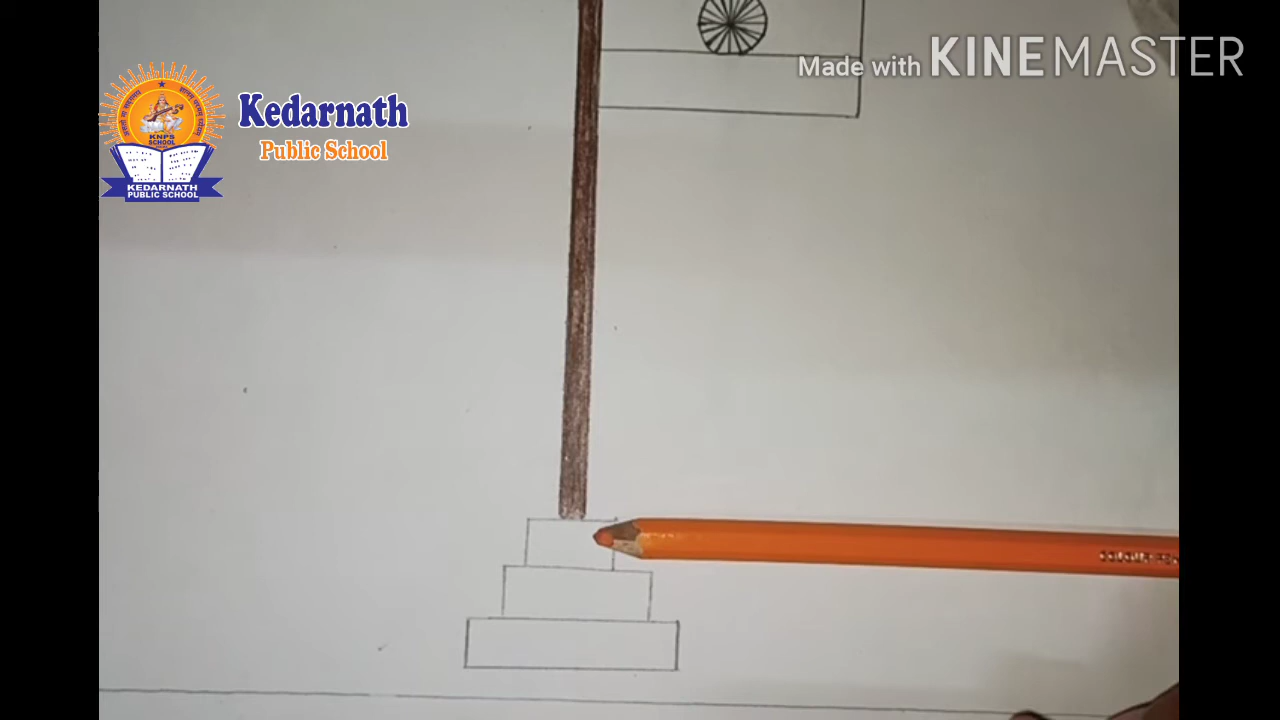 Made with KINEMASTER
Kedarnath
Public School
KNPS
SCHOOL
KEDARNATH
PUBLIC SCHOOL